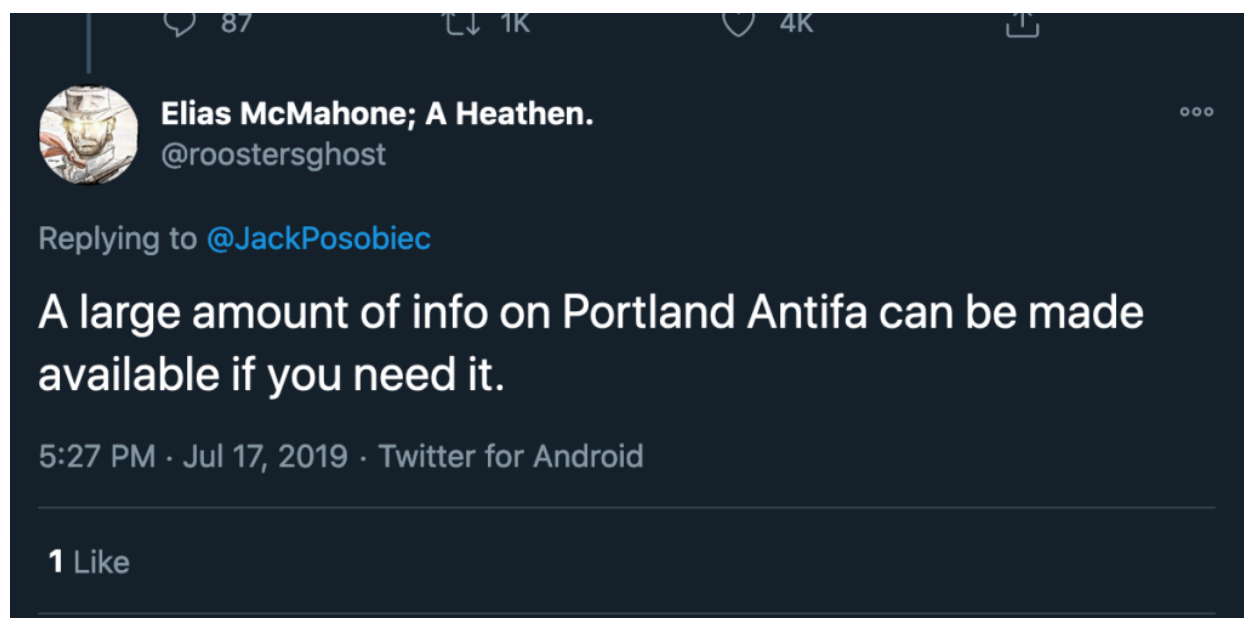 87 1K 4K
Elias McMahone; A Heathen.
@roostersghost
Replying to @JackPosobiec
A large amount of info on Portland Antifa can be made
available if you need it.
5:27 PM · Jul 17, 2019 · Twitter for Android
1 Like